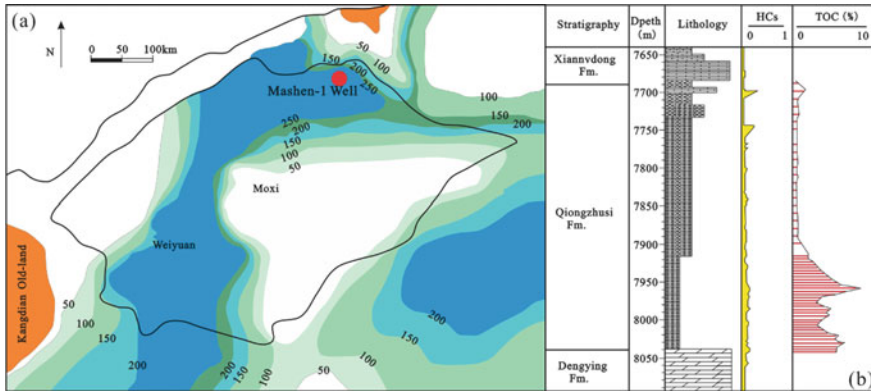 (a)
N
0 50 100km
50
100
150
200
250
Mashen-1 Well
100
150
200
250
200
150
100
50
Moxi
Weiyuan
Kangdian Old-land
50
100
150
200
200
150
100
50
100
150
200
Stratigraphy
Dpeth
(m)
Lithology
HCs
0 1
TOC (%)
0 10
Xiannvdong
Fm.
7650
7700
7750
7800
Qiongzhusi
Fm.
7850
7900
7950
8000
8050
Dengying
Fm.
(b)